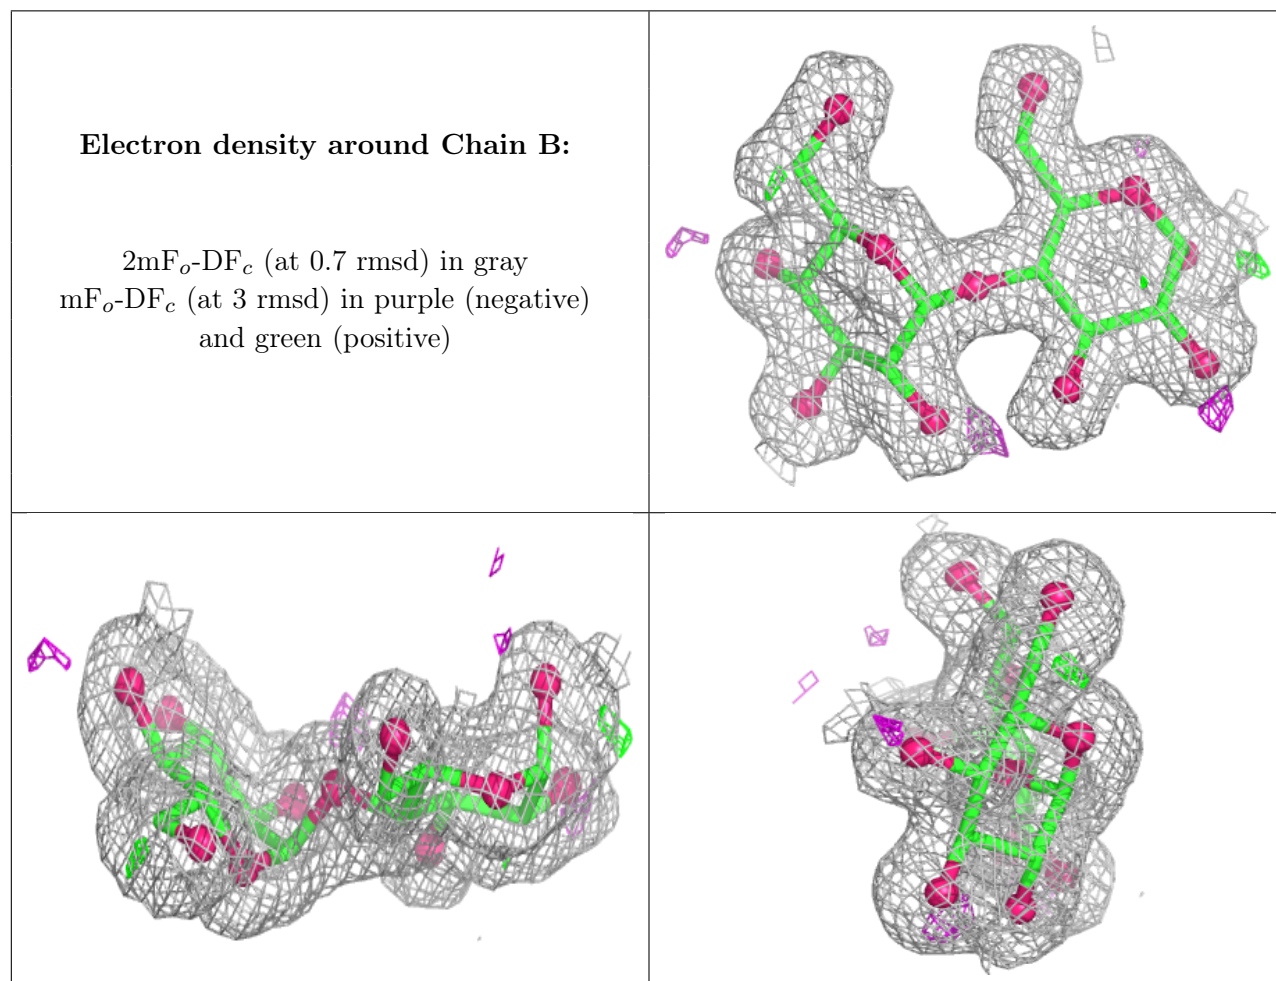 Electron density around Chain B:
2mFo-DFc (at 0.7 rmsd) in gray
mFo-DFc (at 3 rmsd) in purple (negative)
and green (positive)